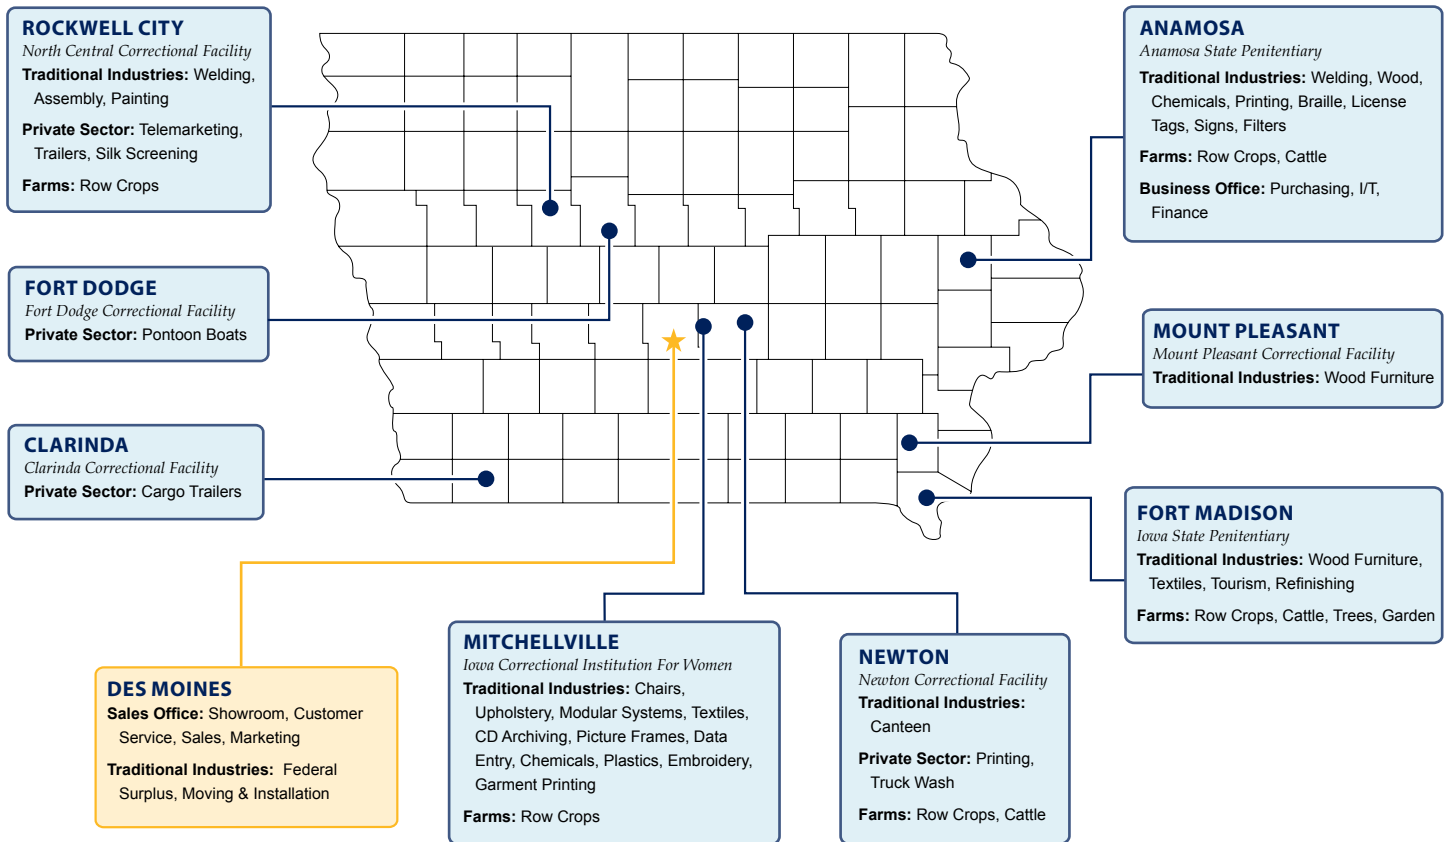 ROCKWELL CITY
North Central Correctional Facility
Traditional Industries: Welding,
Assembly, Painting
Private Sector: Telemarketing,
Trailers, Silk Screening
Farms: Row Crops
FORT DODGE
Fort Dodge Correctional Facility
Private Sector: Pontoon Boats
CLARINDA
Clarinda Correctional Facility
Private Sector: Cargo Trailers
DES MOINES
Sales Office: Showroom, Customer
Service, Sales, Marketing
Traditional Industries: Federal
Surplus, Moving & Installation
MITCHELLVILLE
Iowa Correctional Institution For Women
Traditional Industries: Chairs,
Upholstery, Modular Systems, Textiles,
CD Archiving, Picture Frames, Data
Entry, Chemicals, Plastics, Embroidery,
Garment Printing
Farms: Row Crops
NEWTON
Newton Correctional Facility
Traditional Industries:
Canteen
Private Sector: Printing,
Truck Wash
Farms: Row Crops, Cattle
ANAMOSA
Anamosa State Penitentiary
Traditional Industries: Welding, Wood,
Chemicals, Printing, Braille, License
Tags, Signs, Filters
Farms: Row Crops, Cattle
Business Office: Purchasing, I/T,
Finance
MOUNT PLEASANT
Mount Pleasant Correctional Facility
Traditional Industries: Wood Furniture
FORT MADISON
Iowa State Penitentiary
Traditional Industries: Wood Furniture,
Textiles, Tourism, Refinishing
Farms: Row Crops, Cattle, Trees, Garden